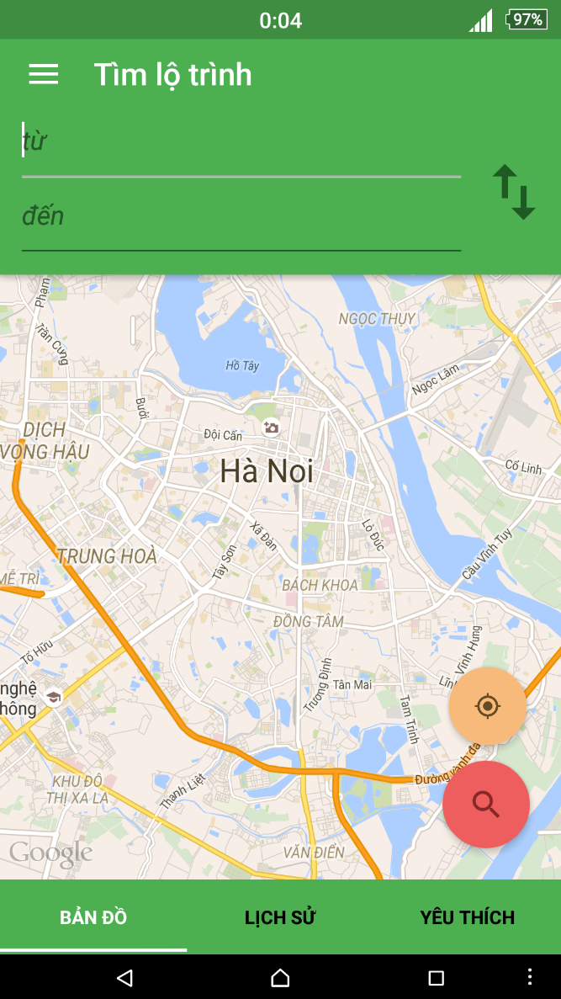 0:04
97%
Tìm lộ trình
từ
đến
Phạm
Trần Cung
NGỌC THỤY
Hồ Tây
Ngọc Lâm
Bưởi
DỊCH
VỌNG HẬU
Đội Cấn
Hà Noi
Cổ Linh
Xã Đàn
Lò Đúc
TRUNG HOÀ
Tây Sơn
Cầu Vĩnh Tuy
MỄ TRÌ
BÁCH KHOA
ĐỒNG TÂM
Tố Hữu
Vĩnh Hưng
Trương Định
nghệ
hông
Tân Mai
Lĩn
Tam Trinh
Đường vành đa
KHU ĐÔ
THỊ XA LA
Thanh Liệt
Google
VĂN ĐIỂN
BẢN ĐỒ
LỊCH SỬ
YÊU THÍCH